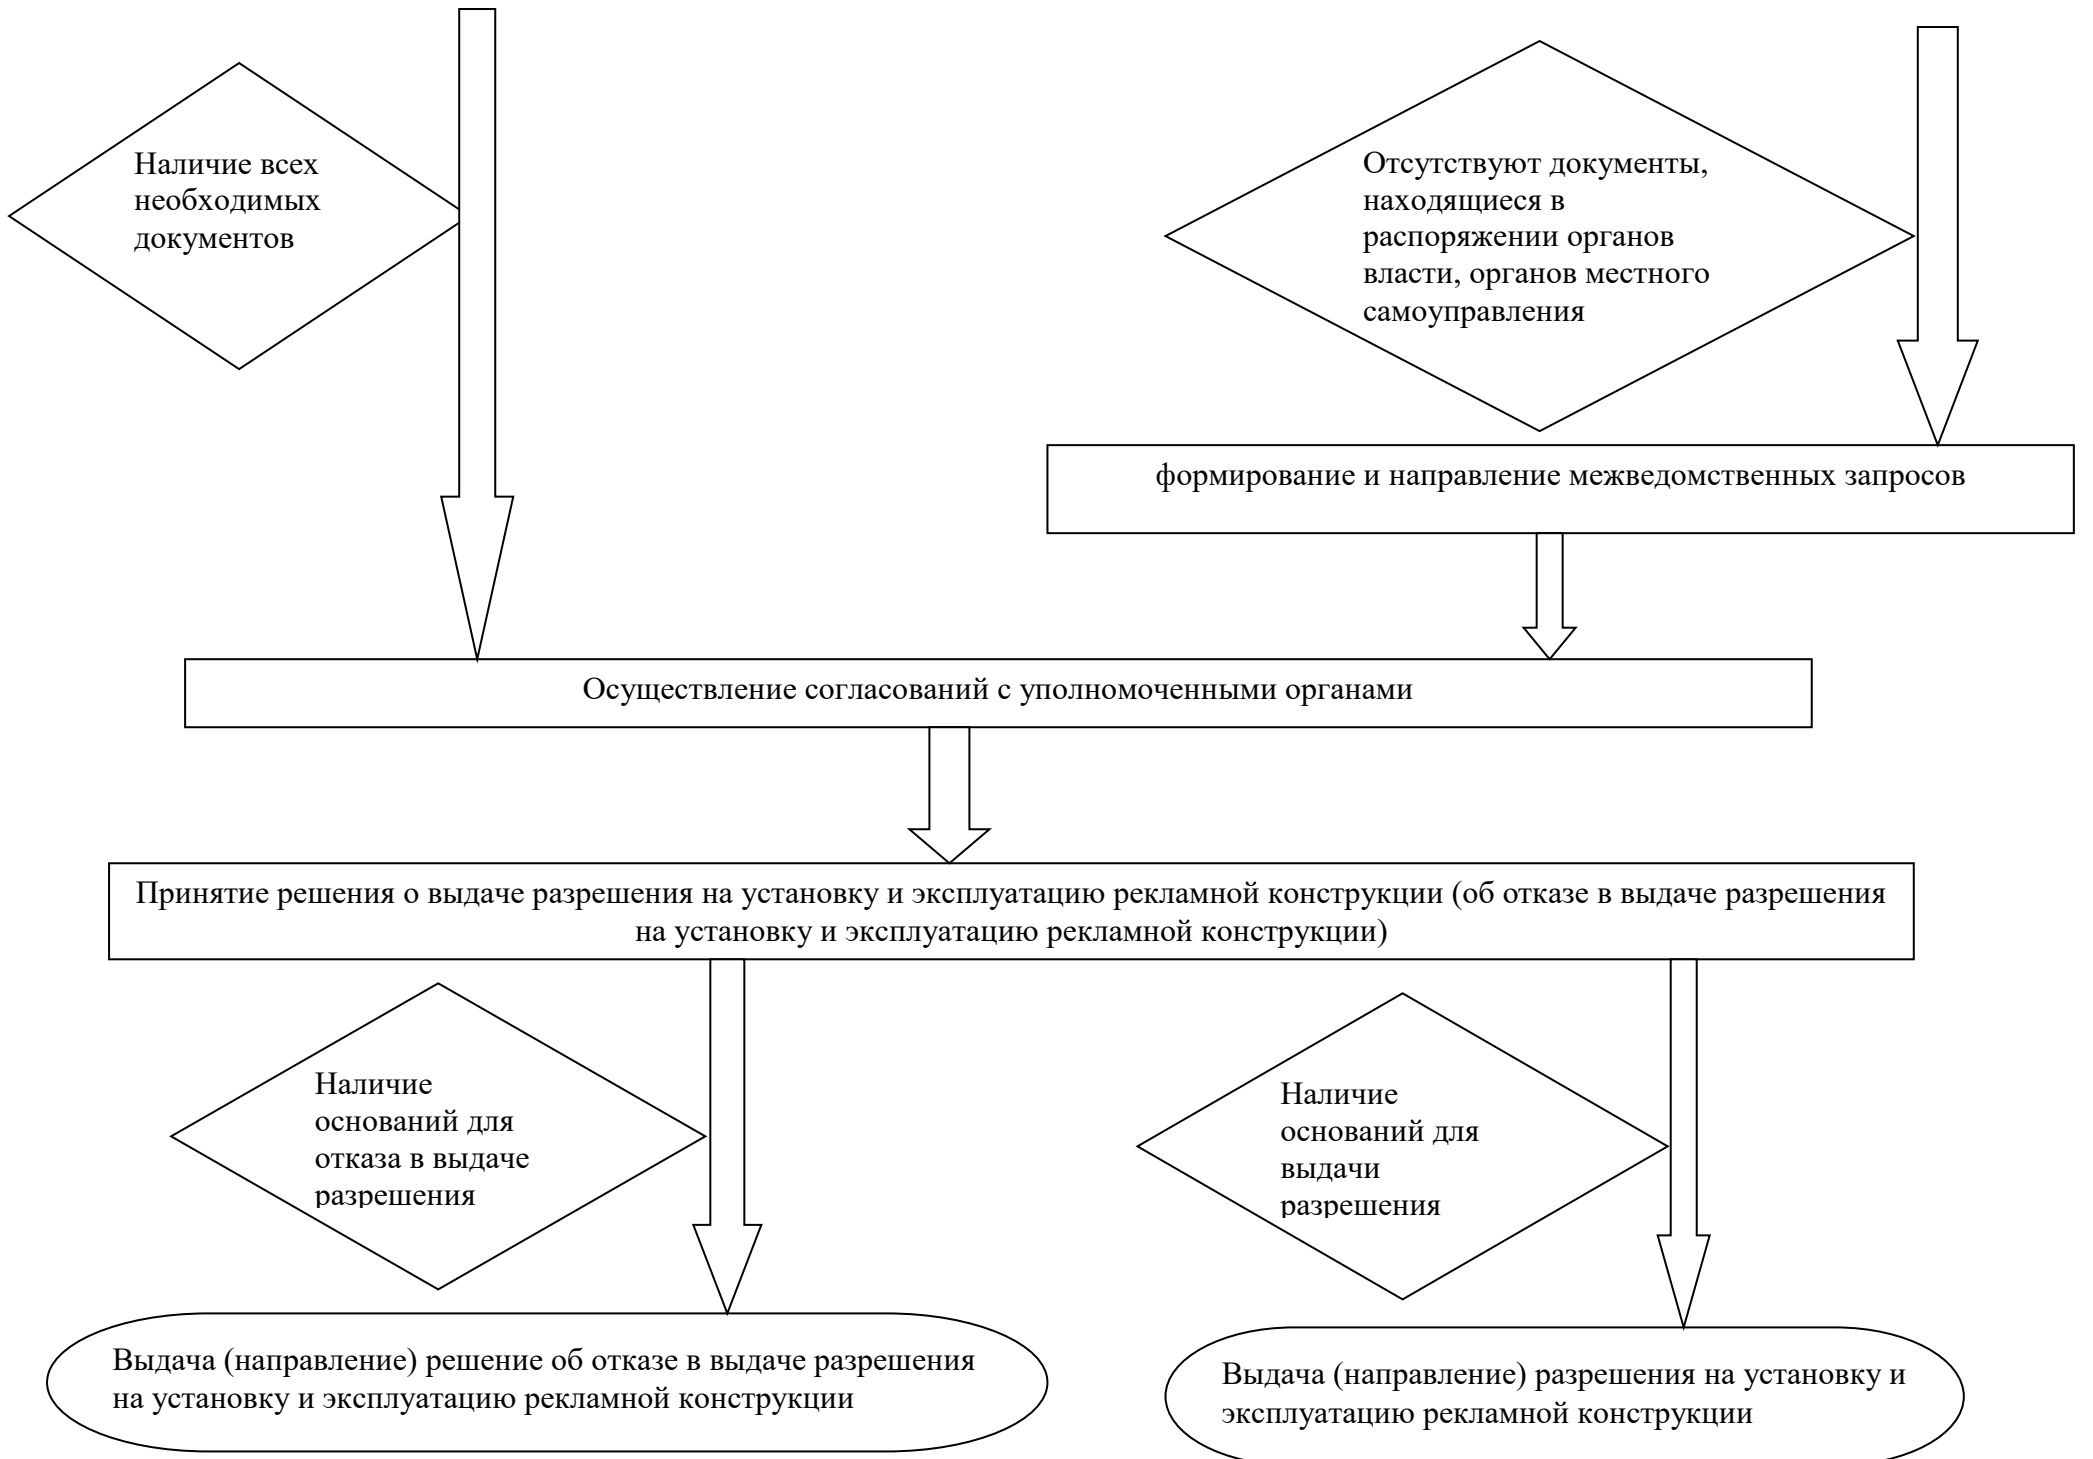 Наличие всех
необходимых
документов
Отсутствуют документы,
находящиеся в
распоряжении органов
власти, органов местного
самоуправления
формирование и направление межведомственных запросов
Осуществление согласований с уполномоченными органами
Принятие решения о выдаче разрешения на установку и эксплуатацию рекламной конструкции (об отказе в выдаче разрешения
на установку и эксплуатацию рекламной конструкции)
Наличие
оснований для
отказа в выдаче
разрешения
Наличие
оснований для
выдачи
разрешения
Выдача (направление) решение об отказе в выдаче разрешения
на установку и эксплуатацию рекламной конструкции
Выдача (направление) разрешения на установку и
эксплуатацию рекламной конструкции